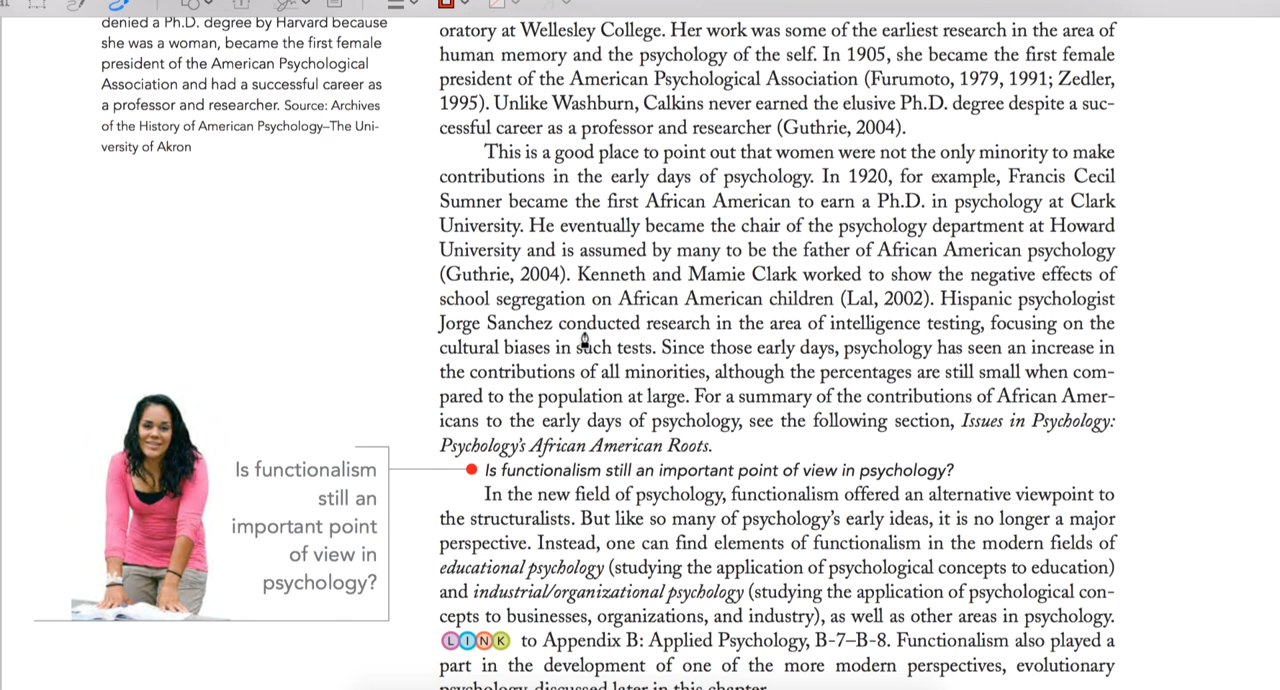 denied a Ph.D. degree by Harvard because
she was a woman, became the first female
president of the American Psychological
Association and had a successful career as
a professor and researcher. Source: Archives
of the History of American Psychology–The Uni-
versity of Akron
oratory at Wellesley College. Her work was some of the earliest research in the area of
human memory and the psychology of the self. In 1905, she became the first female
president of the American Psychological Association (Furumoto, 1979, 1991; Zedler,
1995). Unlike Washburn, Calkins never earned the elusive Ph.D. degree despite a suc-
cessful career as a professor and researcher (Guthrie, 2004).
This is a good place to point out that women were not the only minority to make
contributions in the early days of psychology. In 1920, for example, Francis Cecil
Sumner became the first African American to earn a Ph.D. in psychology at Clark
University. He eventually became the chair of the psychology department at Howard
University and is assumed by many to be the father of African American psychology
(Guthrie, 2004). Kenneth and Mamie Clark worked to show the negative effects of
school segregation on African American children (Lal, 2002). Hispanic psychologist
Jorge Sanchez conducted research in the area of intelligence testing, focusing on the
cultural biases in such tests. Since those early days, psychology has seen an increase in
the contributions of all minorities, although the percentages are still small when com-
pared to the population at large. For a summary of the contributions of African Amer-
icans to the early days of psychology, see the following section, Issues in Psychology:
Psychology's African American Roots.
Is functionalism
still an
important point
of view in
psychology?
Is functionalism still an important point of view in psychology?
In the new field of psychology, functionalism offered an alternative viewpoint to
the structuralists. But like so many of psychology's early ideas, it is no longer a major
perspective. Instead, one can find elements of functionalism in the modern fields of
educational psychology (studying the application of psychological concepts to education)
and industrial/organizational psychology (studying the application of psychological con-
cepts to businesses, organizations, and industry), as well as other areas in psychology.
LINK to Appendix B: Applied Psychology, B-7–B-8. Functionalism also played a
part in the development of one of the more modern perspectives, evolutionary
psychology, discussed later in this chapter.